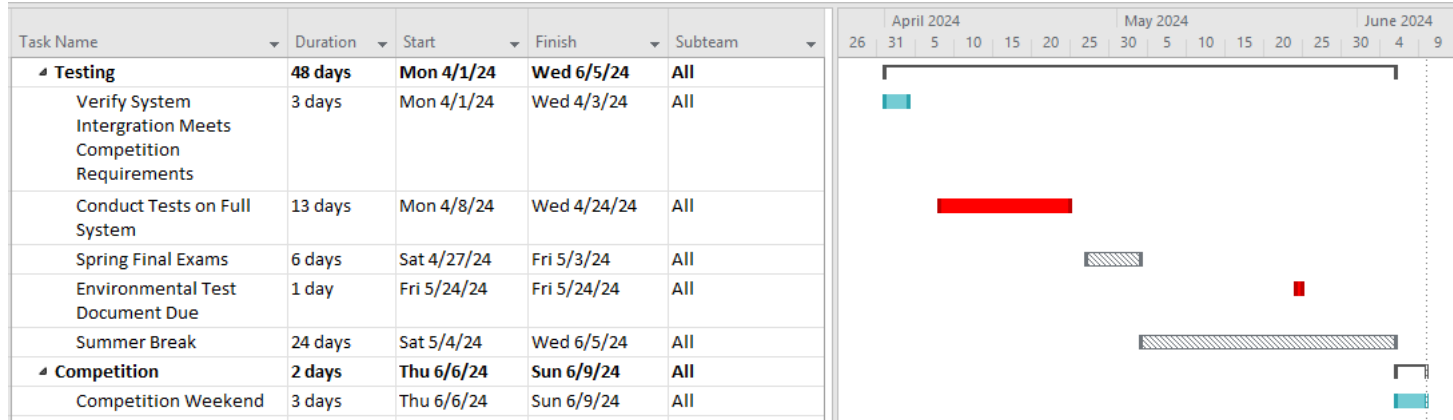 April 2024 May 2024 June 2024
Task Name Duration Start Finish Subteam 26 31 5 10 15 20 25 30 5 10 15 20 25 30 4 9
Testing 48 days Mon 4/1/24 Wed 6/5/24 All
Verify System 3 days Mon 4/1/24 Wed 4/3/24 All
Intergration Meets
Competition
Requirements
Conduct Tests on Full 13 days Mon 4/8/24 Wed 4/24/24 All
System
Spring Final Exams 6 days Sat 4/27/24 Fri 5/3/24 All
Environmental Test 1 day Fri 5/24/24 Fri 5/24/24 All
Document Due
Summer Break 24 days Sat 5/4/24 Wed 6/5/24 All
Competition 2 days Thu 6/6/24 Sun 6/9/24 All
Competition Weekend 3 days Thu 6/6/24 Sun 6/9/24 All